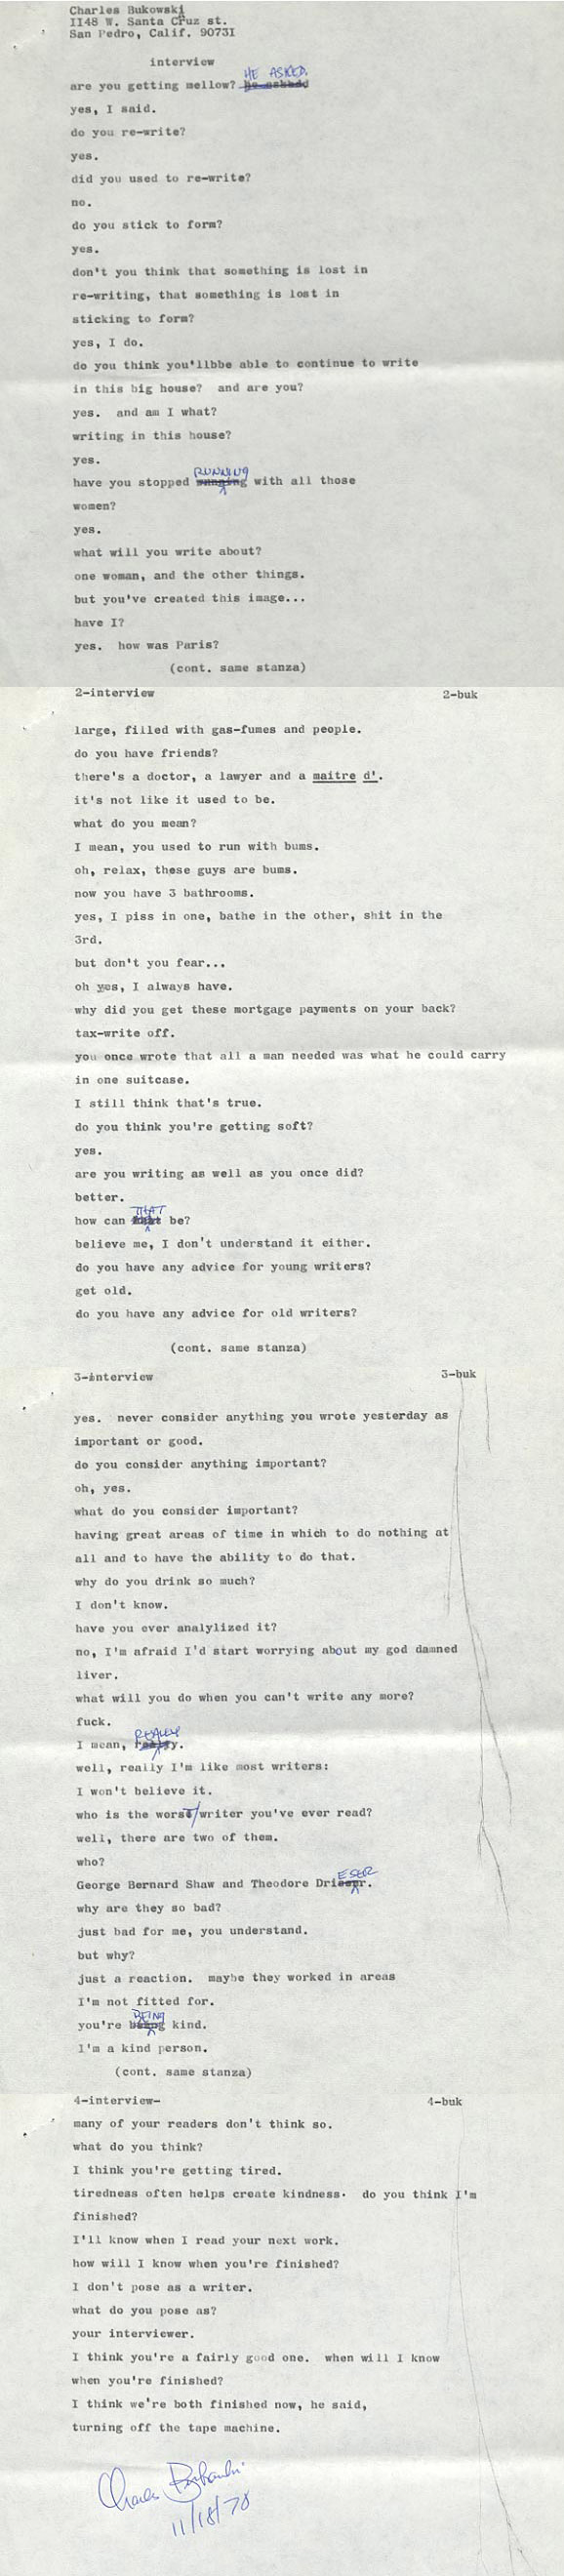 Charles Bukowski
1148 W. Santa Cruz st.
San Pedro, Calif. 90731
interview
HE ASKED.
are you getting mellow? he askdd
yes, I said.
do you re-write?
yes.
did you used to re-write?
no.
do you stick to form?
yes.
don't you think that something is lost in
re-writing, that something is lost in
sticking to form?
yes, I do.
do you think you'llbbe able to continue to write
in this big house?  and are you?
yes.  and am I what?
writing in this house?
yes.
RUNNING
have you stopped with all those
women?
yes.
what will you write about?
one woman, and the other things.
but you've created this image...
have I?
yes.  how was Paris?
(cont. same stanza)
2-interview 2-buk
large, filled with gas-fumes and people.
do you have friends?
there's a doctor, a lawyer and a maitre d'.
it's not like it used to be.
what do you mean?
I mean, you used to run with bums.
oh, relax, these guys are bums.
now you have 3 bathrooms.
yes, I piss in one, bathe in the other, shit in the
3rd.
but don't you fear...
oh yes, I always have.
why did you get these mortgage payments on your back?
tax-write off.
you once wrote that all a man needed was what he could carry
in one suitcase.
I still think that's true.
do you think you're getting soft?
yes.
are you writing as well as you once did?
better.
THAT
how can be?
believe me, I don't understand it either.
do you have any advice for young writers?
get old.
do you have any advice for old writers?
(cont. same stanza)
3-interview 3-buk
yes.  never consider anything you wrote yesterday as
important or good.
do you consider anything important?
oh, yes.
what do you consider important?
having great areas of time in which to do nothing at
all and to have the ability to do that.
why do you drink so much?
I don't know.
have you ever analylized it?
no, I'm afraid I'd start worrying about my god damned
liver.
what will you do when you can't write any more?
fuck.
REALLY
I mean, .
well, really I'm like most writers:
I won't believe it.
who is the worst/writer you've ever read?
well, there are two of them.
who?
ESER
George Bernard Shaw and Theodore Dri.
why are they so bad?
just bad for me, you understand.
but why?
just a reaction.  maybe they worked in areas
I'm not fitted for.
BEING
you're kind.
I'm a kind person.
(cont. same stanza)
4-interview- 4-buk
many of your readers don't think so.
what do you think?
I think you're getting tired.
tiredness often helps create kindness.  do you think I'm
finished?
I'll know when I read your next work.
how will I know when you're finished?
I don't pose as a writer.
what do you pose as?
your interviewer.
I think you're a fairly good one.  when will I know
when you're finished?
I think we're both finished now, he said,
turning off the tape machine.
Charles Bukowski
11/18/78